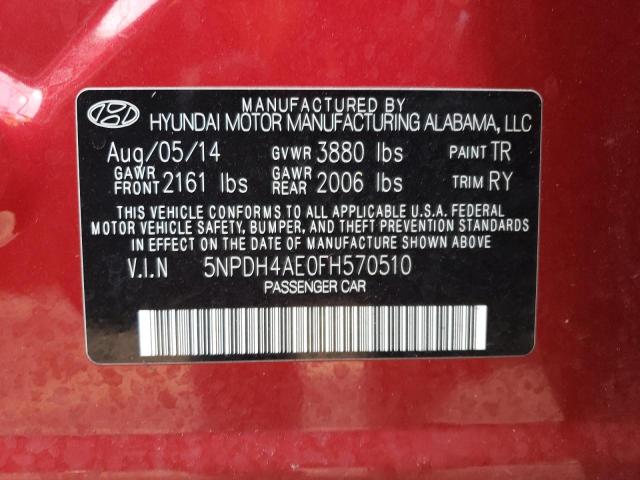 MANUFACTURED BY
HYUNDAI MOTOR MANUFACTURING ALABAMA, LLC
Aug/05/14 GVWR 3880 lbs PAINT TR
GAWR FRONT 2161 lbs GAWR REAR 2006 lbs TRIM RY
THIS VEHICLE CONFORMS TO ALL APPLICABLE U.S.A. FEDERAL
MOTOR VEHICLE SAFETY, BUMPER, AND THEFT PREVENTION STANDARDS
IN EFFECT ON THE DATE OF MANUFACTURE SHOWN ABOVE.
V.I.N 5NPDH4AE0FH570510
PASSENGER CAR